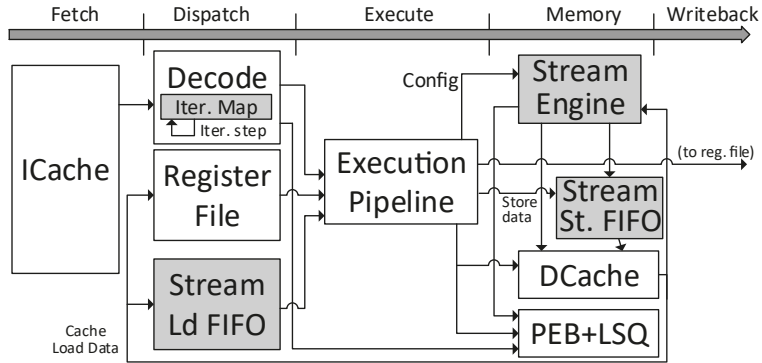 Fetch
Dispatch
Execute
Memory
Writeback
ICache
Decode
Iter. Map
Iter. step
Register
File
Stream
Ld FIFO
Cache
Load Data
Execution
Pipeline
Config
Stream
Engine
(to reg. file)
Store
data
Stream
St. FIFO
DCache
PEB+LSQ